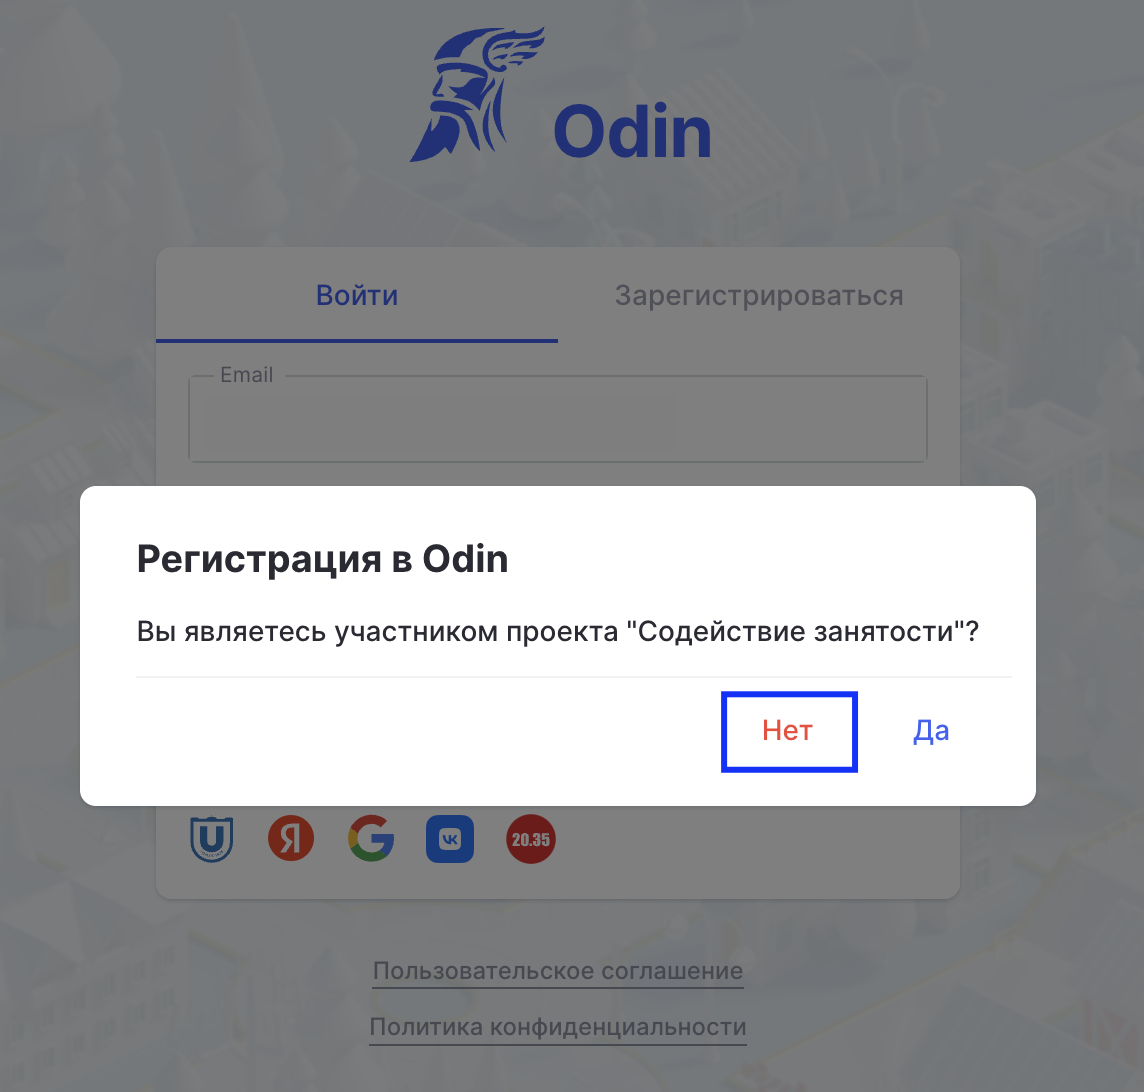 Odin
Войти
Зарегистрироваться
Email
Регистрация в Odin
Вы являетесь участником проекта "Содействие занятости"?
Нет
Да
U
Я
G
VK
20.35
Пользовательское соглашение
Политика конфиденциальности